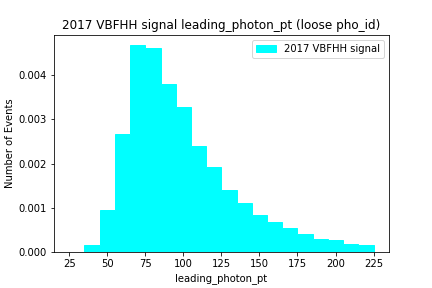 2017 VBFHH signal leading_photon_pt (loose pho_id)
2017 VBFHH signal
Number of Events
0.004
0.003
0.002
0.001
0.000
25 50 75 100 125 150 175 200 225
leading_photon_pt